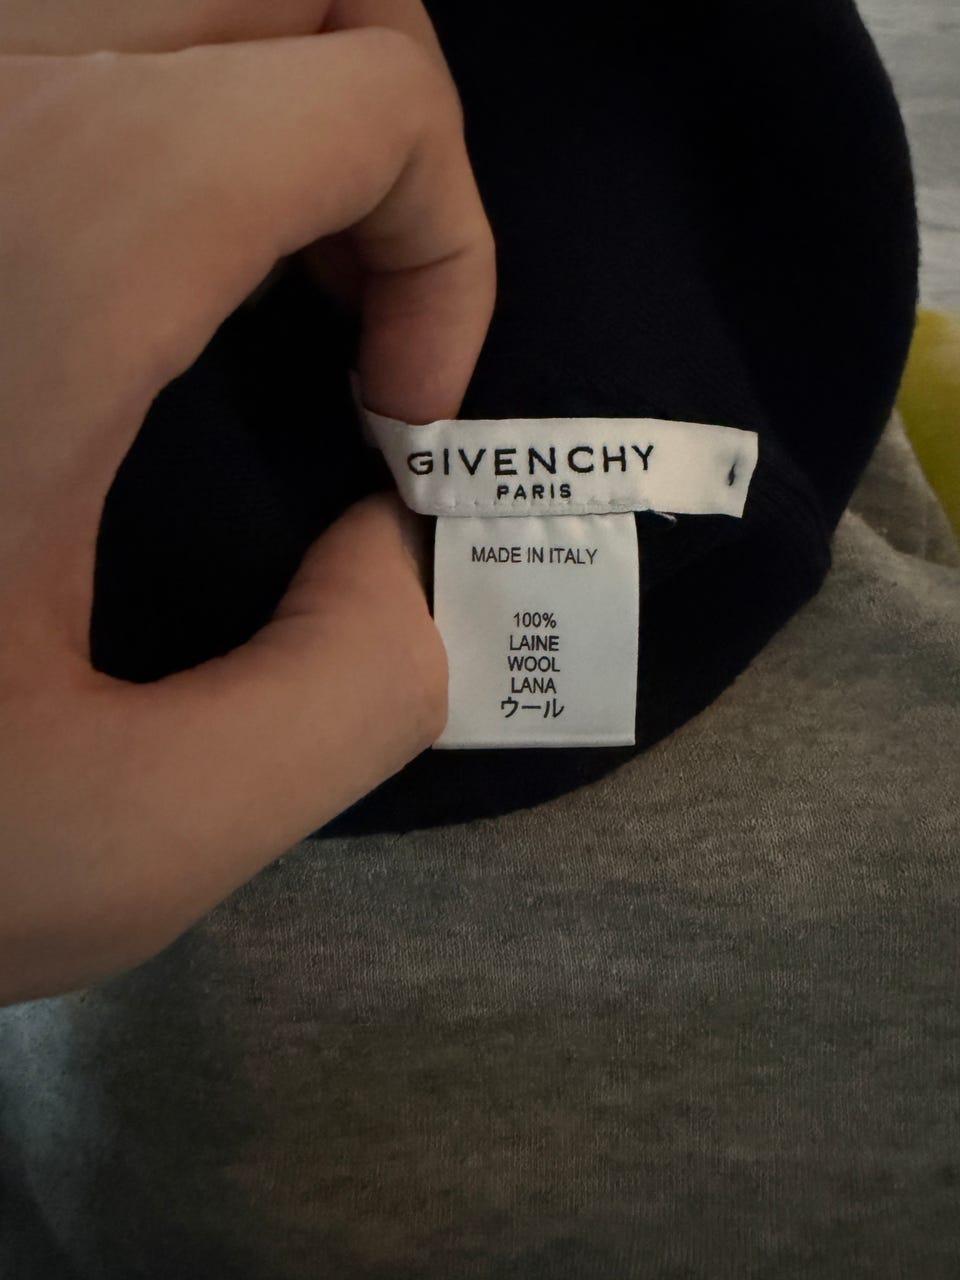 GIVENCHY
PARIS
MADE IN ITALY
100%
LAINE
WOOL
LANA
ウール